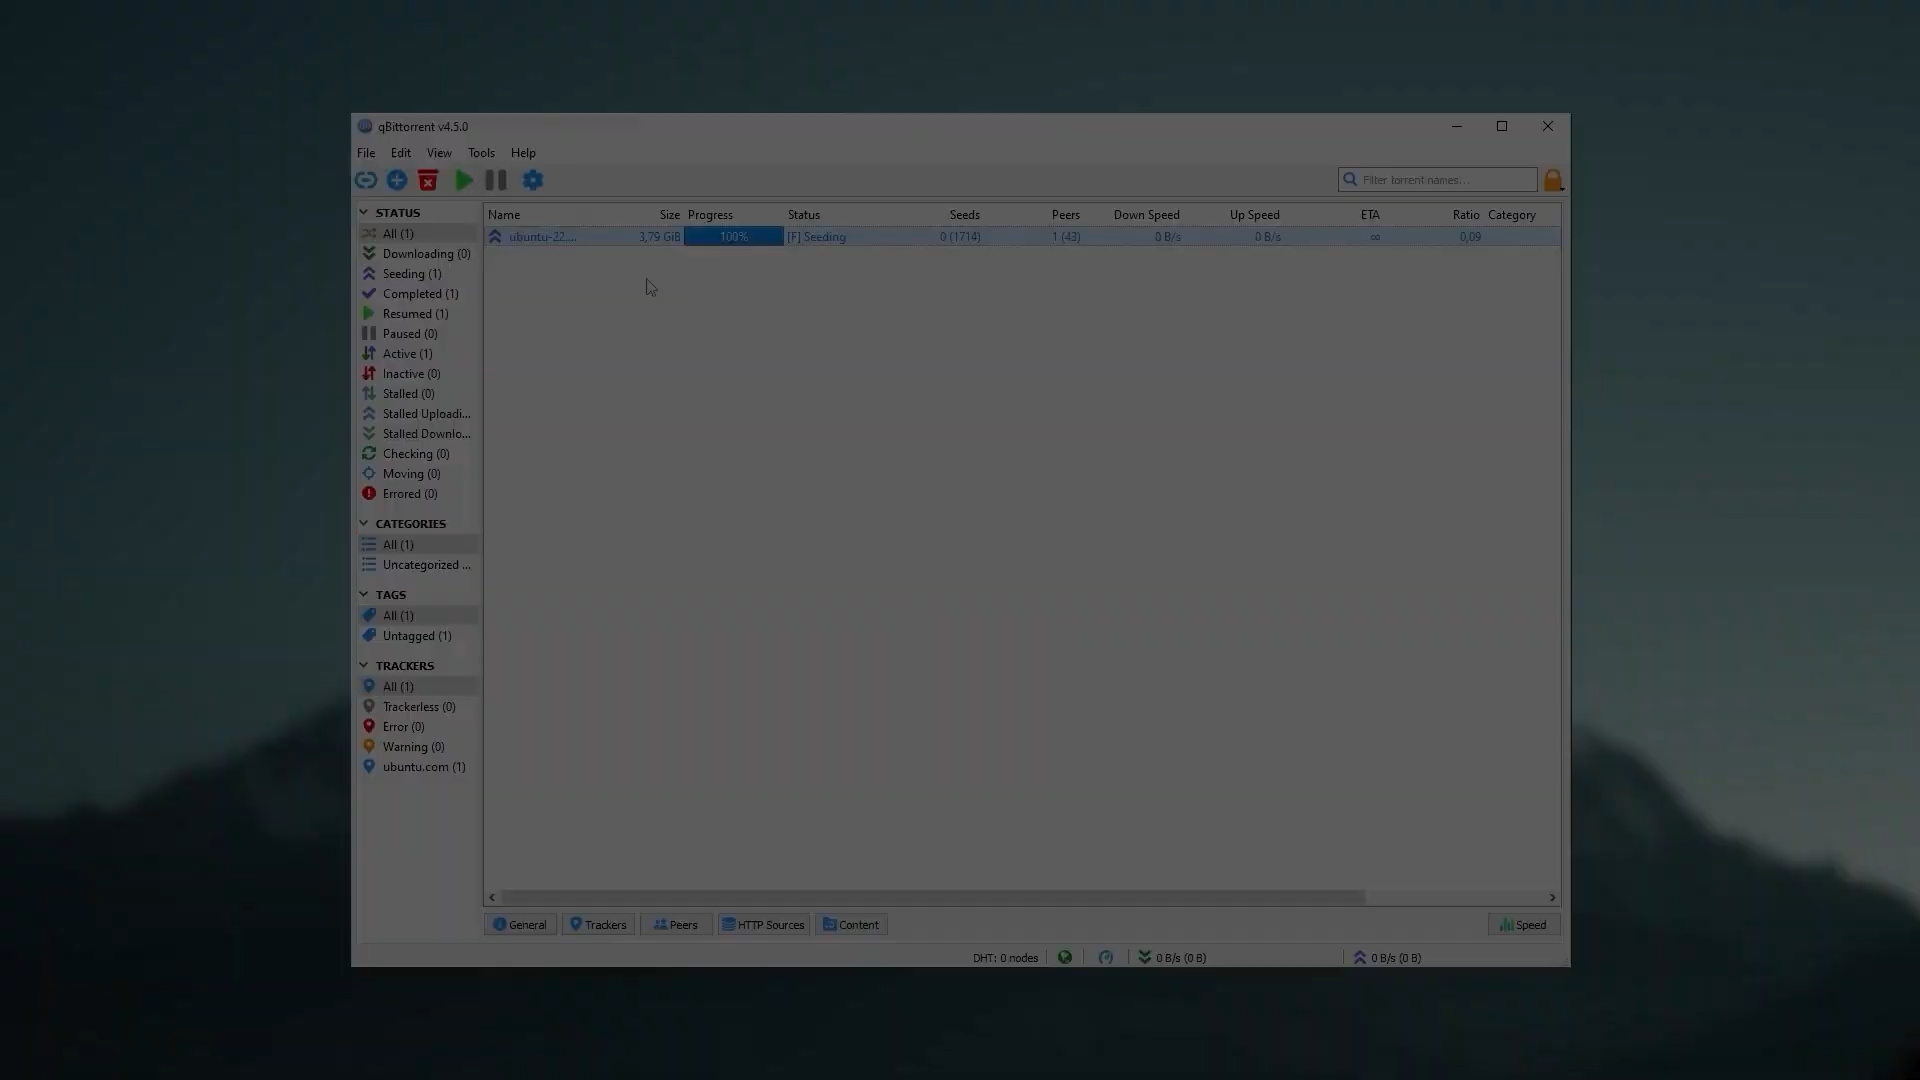 qBittorrent v4.5.0
File Edit View Tools Help
Filter torrent names...
STATUS
All (1)
Downloading (0)
Seeding (1)
Completed (1)
Resumed (1)
Paused (0)
Active (1)
Inactive (0)
Stalled (0)
Stalled Uploadi...
Stalled Downlo...
Checking (0)
Moving (0)
Errored (0)
CATEGORIES
All (1)
Uncategorized ...
TAGS
All (1)
Untagged (1)
TRACKERS
All (1)
Trackerless (0)
Error (0)
Warning (0)
ubuntu.com (1)
Name Size Progress Status Seeds Peers Down Speed Up Speed ETA Ratio Category
ubuntu-22.... 3,79 GiB 100% [F] Seeding 0 (1714) 1 (43) 0 B/s 0 B/s ∞ 0,09
General Trackers Peers HTTP Sources Content Speed
DHT: 0 nodes 0 B/s (0 B) 0 B/s (0 B)